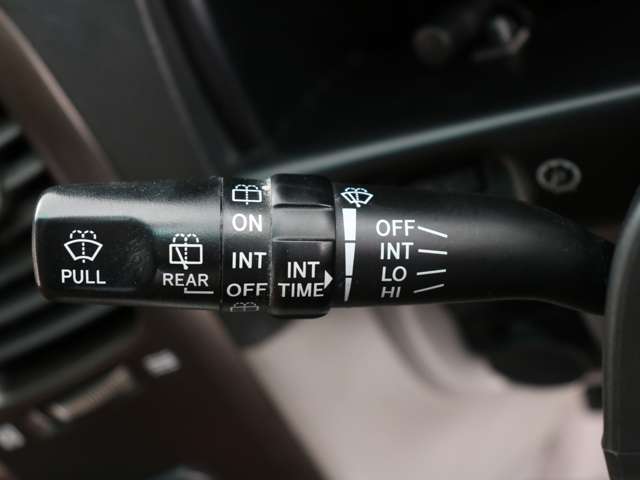 PULL
REAR
ON
INT
OFF
INT
TIME
OFF
INT
LO
HI